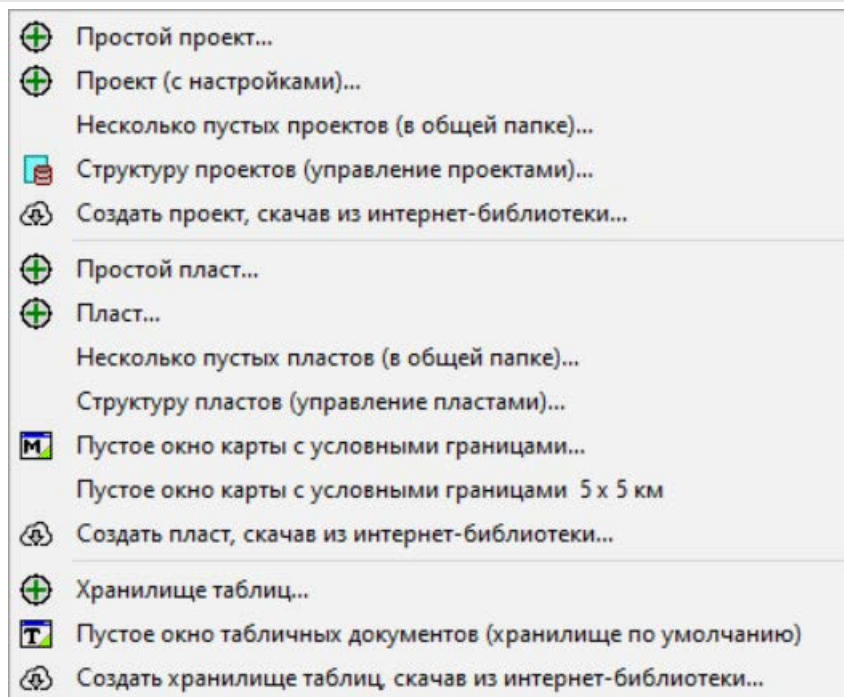 Простой проект...
Проект (с настройками)...
Несколько пустых проектов (в общей папке)...
Структуру проектов (управление проектами)...
Создать проект, скачав из интернет-библиотеки...
Простой пласт...
Пласт...
Несколько пустых пластов (в общей папке)...
Структуру пластов (управление пластами)...
M Пустое окно карты с условными границами...
Пустое окно карты с условными границами 5 x 5 км
Создать пласт, скачав из интернет-библиотеки...
Хранилище таблиц...
T Пустое окно табличных документов (хранилище по умолчанию)
Создать хранилище таблиц, скачав из интернет-библиотеки...